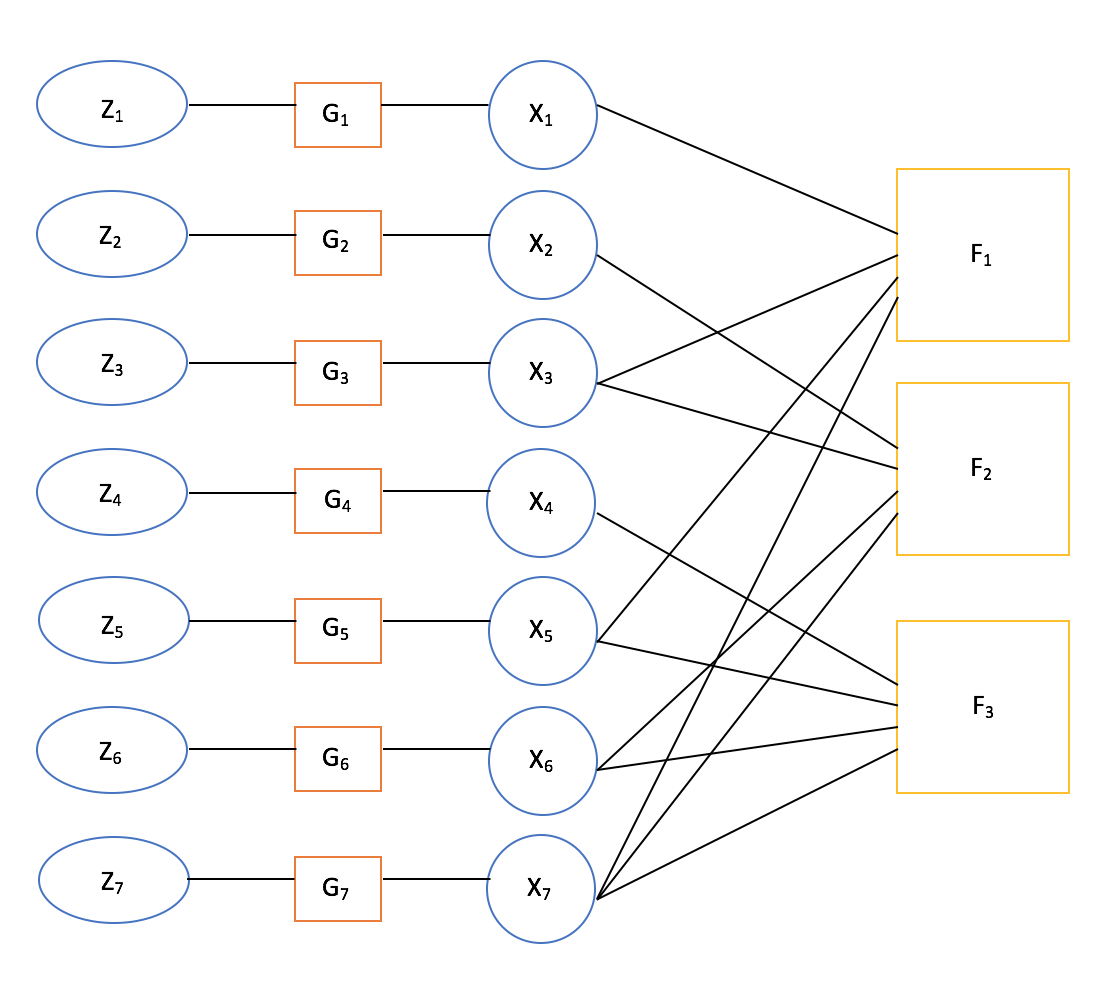 Z₁ G₁ X₁
Z₂ G₂ X₂
F₁
Z₃ G₃ X₃
F₂
Z₄ G₄ X₄
Z₅ G₅ X₅
F₃
Z₆ G₆ X₆
Z₇ G₇ X₇